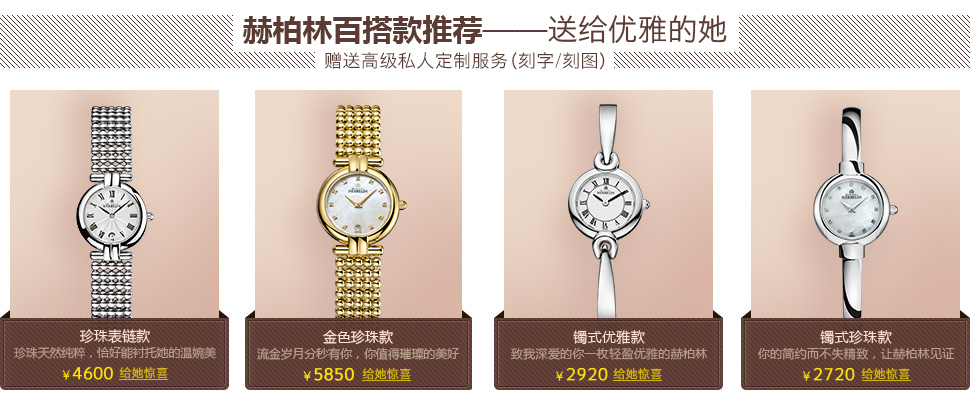 赫柏林百搭款推荐——送给优雅的她
赠送高级私人定制服务(刻字/刻图)
HERBELIN
HERBELIN
HERBELIN
HERBELIN
珍珠表链款
珍珠天然纯粹，恰好能衬托她的温婉美
￥4600 给她惊喜
金色珍珠款
流金岁月分秒有你，你值得璀璨的美好
￥5850 给她惊喜
镯式优雅款
致我深爱的你一枚轻盈优雅的赫柏林
￥2920 给她惊喜
镯式珍珠款
你的简约而不失精致，让赫柏林见证
￥2720 给她惊喜